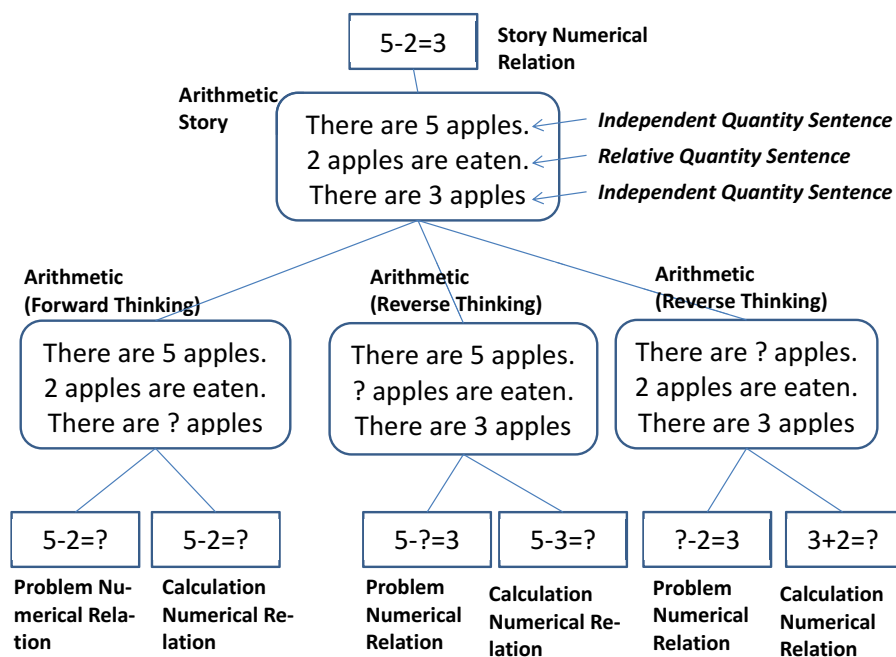 5-2=3
Story Numerical
Relation
Arithmetic
Story
There are 5 apples.
2 apples are eaten.
There are 3 apples
Independent Quantity Sentence
Relative Quantity Sentence
Independent Quantity Sentence
Arithmetic
(Forward Thinking)
There are 5 apples.
2 apples are eaten.
There are ? apples
Arithmetic
(Reverse Thinking)
There are 5 apples.
? apples are eaten.
There are 3 apples
Arithmetic
(Reverse Thinking)
There are ? apples.
2 apples are eaten.
There are 3 apples
5-2=?
Problem Nu-
merical Rela-
tion
5-2=?
Calculation
Numerical Re-
lation
5-?=3
Problem
Numerical
Relation
5-3=?
Calculation
Numerical Re-
lation
?-2=3
Problem
Numerical
Relation
3+2=?
Calculation
Numerical
Relation